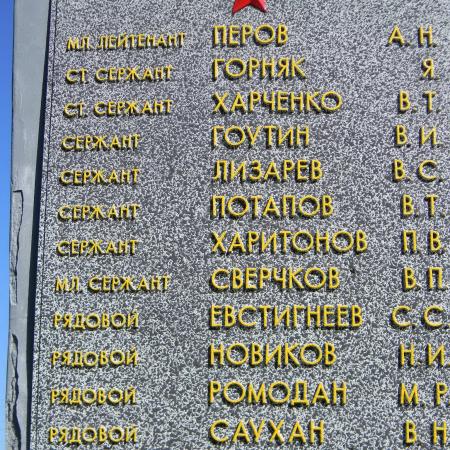 МЛ. ЛЕЙТЕНАНТ ПЕРОВ А. Н.
СТ. СЕРЖАНТ ГОРНЯК Я
СТ. СЕРЖАНТ ХАРЧЕНКО В. Т.
СЕРЖАНТ ГОУТИН В. И.
СЕРЖАНТ ЛИЗАРЕВ В. С.
СЕРЖАНТ ПОТАПОВ В. Т.
СЕРЖАНТ ХАРИТОНОВ П. В.
МЛ. СЕРЖАНТ СВЕРЧКОВ В. П.
РЯДОВОЙ ЕВСТИГНЕЕВ С. С.
РЯДОВОЙ НОВИКОВ Н. И
РЯДОВОЙ РОМОДАН М. Р
РЯДОВОЙ САУХАН В. Н